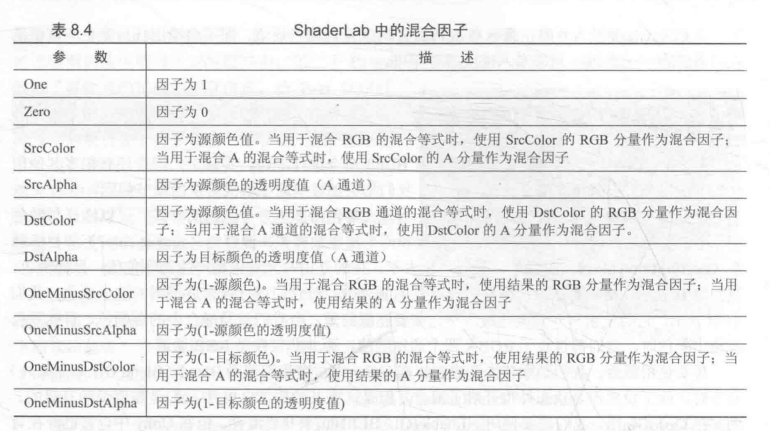 表 8.4 ShaderLab 中的混合因子
参 数 描 述
One 因子为 1
Zero 因子为 0
SrcColor 因子为源颜色值。当用于混合 RGB 的混合等式时，使用 SrcColor 的 RGB 分量作为混合因子；
当用于混合 A 的混合等式时，使用 SrcColor 的 A 分量作为混合因子
SrcAlpha 因子为源颜色的透明度值（A 通道）
DstColor 因子为源颜色值。当用于混合 RGB 通道的混合等式时，使用 DstColor 的 RGB 分量作为混合因
子；当用于混合 A 通道的混合等式时，使用 DstColor 的 A 分量作为混合因子。
DstAlpha 因子为目标颜色的透明度值（A 通道）
OneMinusSrcColor 因子为(1-源颜色)。当用于混合 RGB 的混合等式时，使用结果的 RGB 分量作为混合因子；当用
于混合 A 的混合等式时，使用结果的 A 分量作为混合因子
OneMinusSrcAlpha 因子为(1-源颜色的透明度值)
OneMinusDstColor 因子为(1-目标颜色)。当用于混合 RGB 的混合等式时，使用结果的 RGB 分量作为混合因子；当
用于混合 A 的混合等式时，使用结果的 A 分量作为混合因子
OneMinusDstAlpha 因子为(1-目标颜色的透明度值)